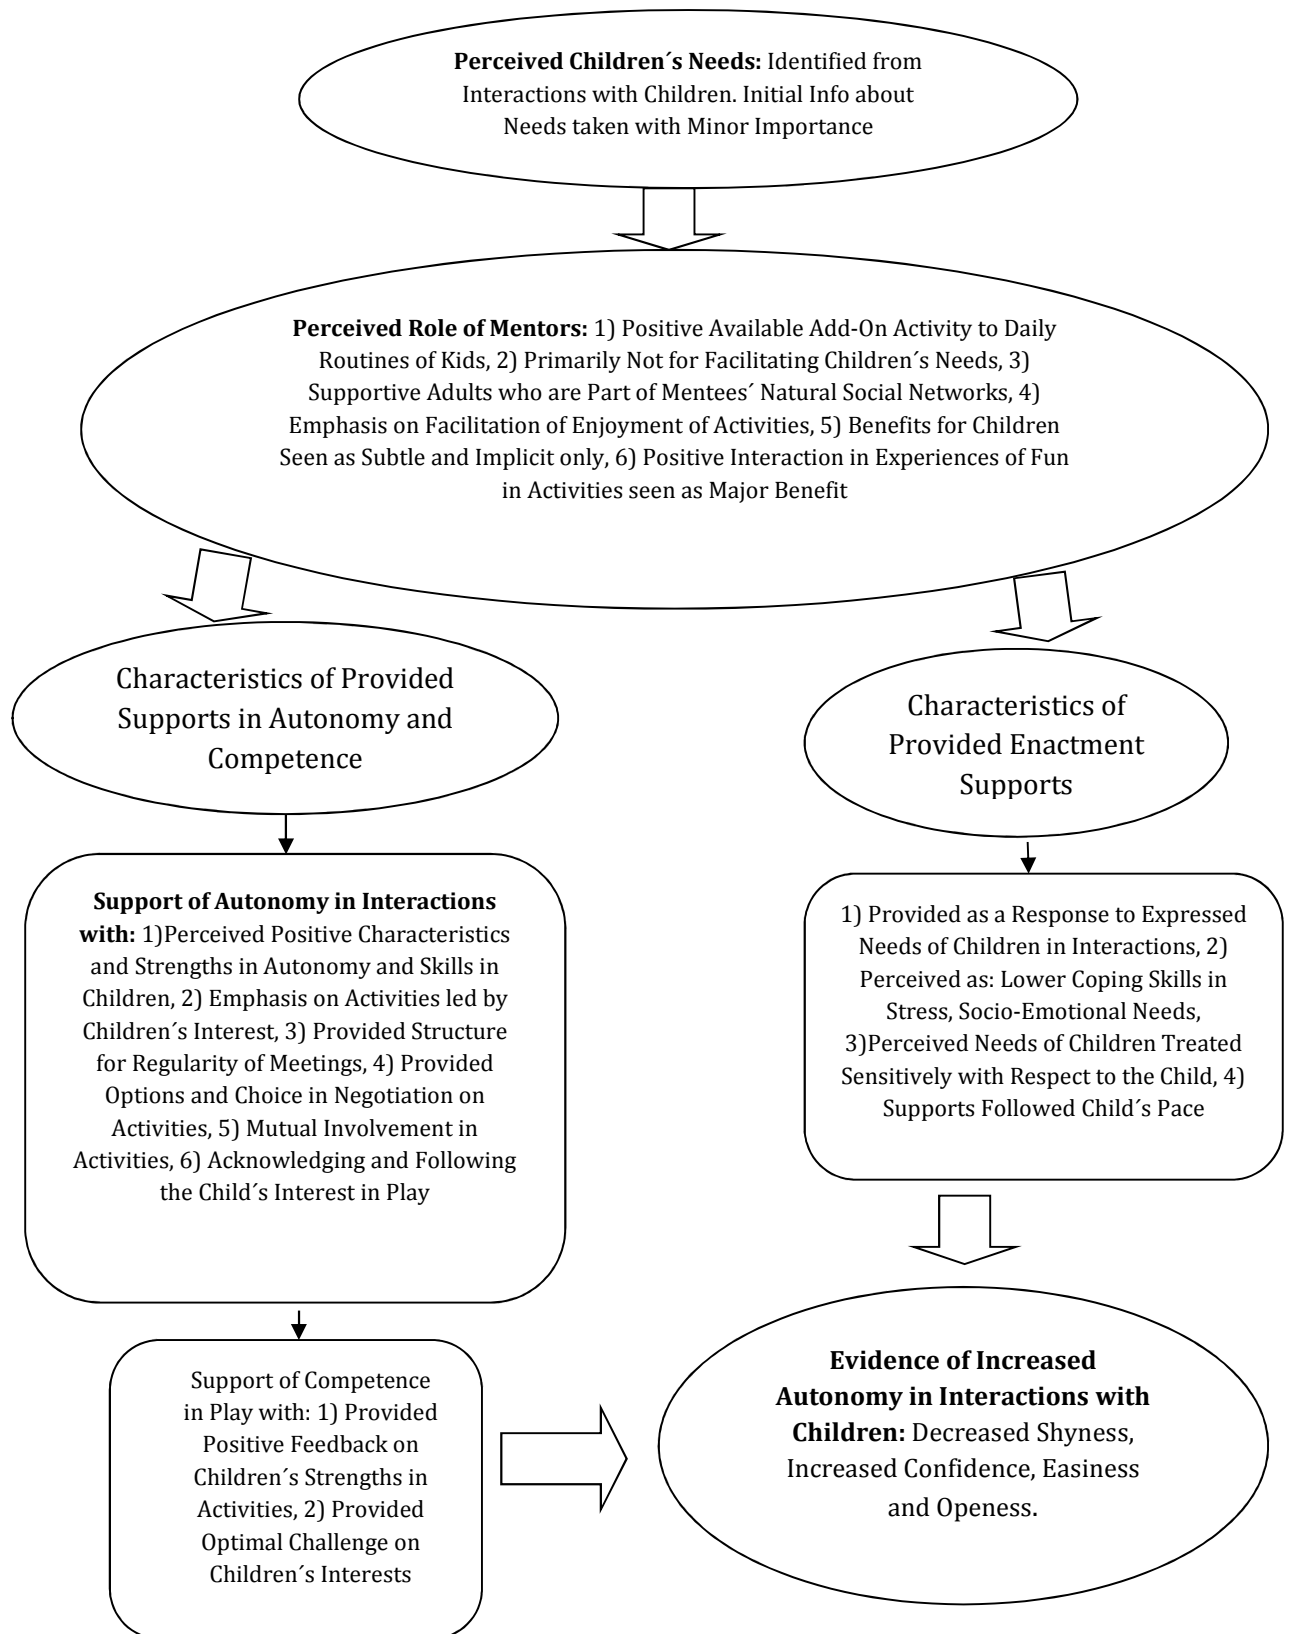 Perceived Children´s Needs: Identified from
Interactions with Children. Initial Info about
Needs taken with Minor Importance
Perceived Role of Mentors: 1) Positive Available Add-On Activity to Daily
Routines of Kids, 2) Primarily Not for Facilitating Children´s Needs, 3)
Supportive Adults who are Part of Mentees´ Natural Social Networks, 4)
Emphasis on Facilitation of Enjoyment of Activities, 5) Benefits for Children
Seen as Subtle and Implicit only, 6) Positive Interaction in Experiences of Fun
in Activities seen as Major Benefit
Characteristics of Provided
Supports in Autonomy and
Competence
Characteristics of
Provided Enactment
Supports
Support of Autonomy in Interactions
with: 1)Perceived Positive Characteristics
and Strengths in Autonomy and Skills in
Children, 2) Emphasis on Activities led by
Children´s Interest, 3) Provided Structure
for Regularity of Meetings, 4) Provided
Options and Choice in Negotiation on
Activities, 5) Mutual Involvement in
Activities, 6) Acknowledging and Following
the Child´s Interest in Play
1) Provided as a Response to Expressed
Needs of Children in Interactions, 2)
Perceived as: Lower Coping Skills in
Stress, Socio-Emotional Needs,
3)Perceived Needs of Children Treated
Sensitively with Respect to the Child, 4)
Supports Followed Child´s Pace
Support of Competence
in Play with: 1) Provided
Positive Feedback on
Children´s Strengths in
Activities, 2) Provided
Optimal Challenge on
Children´s Interests
Evidence of Increased
Autonomy in Interactions with
Children: Decreased Shyness,
Increased Confidence, Easiness
and Openess.